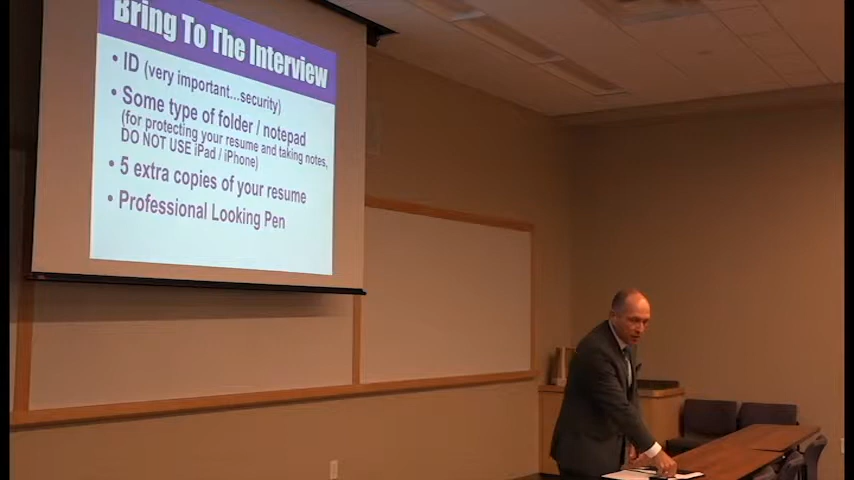 Bring To The Interview
• ID (very important...security)
• Some type of folder / notepad
(for protecting your resume and taking notes,
DO NOT USE iPad / iPhone)
• 5 extra copies of your resume
• Professional Looking Pen